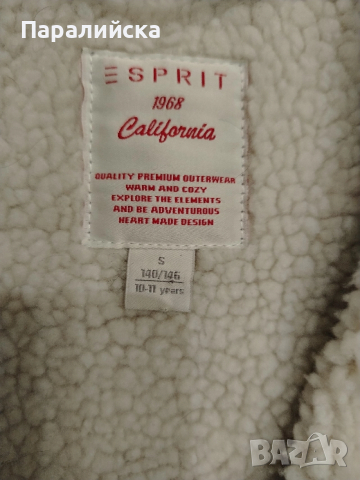 Паралийска
ESPRIT
1968
California
QUALITY PREMIUM OUTERWEAR
WARM AND COZY
EXPLORE THE ELEMENTS
AND BE ADVENTUROUS
HEART MADE DESIGN
S
140/146
10-11 years
BAZAR